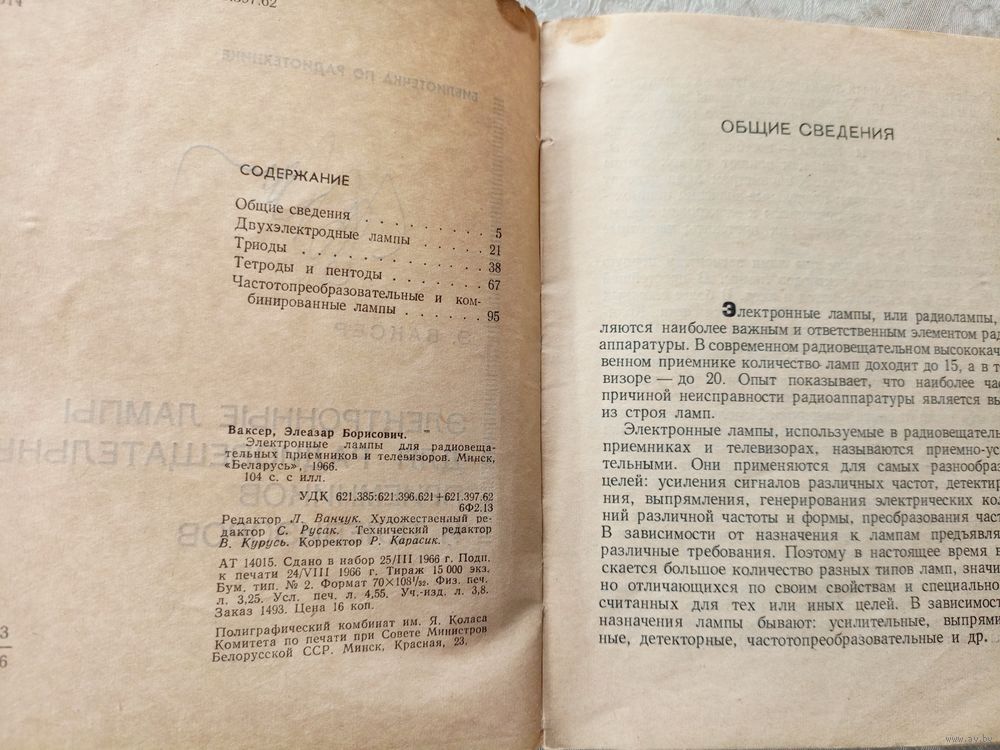 СОДЕРЖАНИЕ
Общие сведения . . . . . . . . . 5
Двухэлектродные лампы . . . . . 21
Триоды . . . . . . . . . . . . 38
Тетроды и пентоды . . . . . . . 67
Частотопреобразовательные и ком-
бинированные лампы . . . . . . 95
Ваксер, Элеазар Борисович.
Электронные лампы для радиовеща-
тельных приемников и телевизоров. Минск,
«Беларусь», 1966.
104 с. с илл.
УДК 621.385:621.396.621+621.397.62
6Ф2.13
Редактор Л. Ванчук. Художественный ре-
дактор С. Русак. Технический редактор
В. Курусь. Корректор Р. Карасик.
АТ 14015. Сдано в набор 25/III 1966 г. Подп.
к печати 24/VIII 1966 г. Тираж 15 000 экз.
Бум. тип. № 2. Формат 70×108¹/₃₂. Физ. печ.
л. 3,25. Усл. печ. л. 4,55. Уч.-изд. л. 3,8.
Заказ 1493. Цена 16 коп.
Полиграфический комбинат им. Я. Коласа
Комитета по печати при Совете Министров
Белорусской ССР. Минск, Красная, 23.
3
6
ОБЩИЕ СВЕДЕНИЯ
Электронные лампы, или радиолампы,
ляются наиболее важным и ответственным элементом рад
аппаратуры. В современном радиовещательном высококач
венном приемнике количество ламп доходит до 15, а в т
визоре — до 20. Опыт показывает, что наиболее час
причиной неисправности радиоаппаратуры является вы
из строя ламп.
Электронные лампы, используемые в радиовещатель
приемниках и телевизорах, называются приемно-ус
тельными. Они применяются для самых разнообраз
целей: усиления сигналов различных частот, детектир
ния, выпрямления, генерирования электрических кол
ний различной частоты и формы, преобразования част
В зависимости от назначения к лампам предъявля
различные требования. Поэтому в настоящее время в
скается большое количество разных типов ламп, значи
но отличающихся по своим свойствам и специально
считанных для тех или иных целей. В зависимост
назначения лампы бывают: усилительные, выпрями
ные, детекторные, частотопреобразовательные и др.
www.ay.by